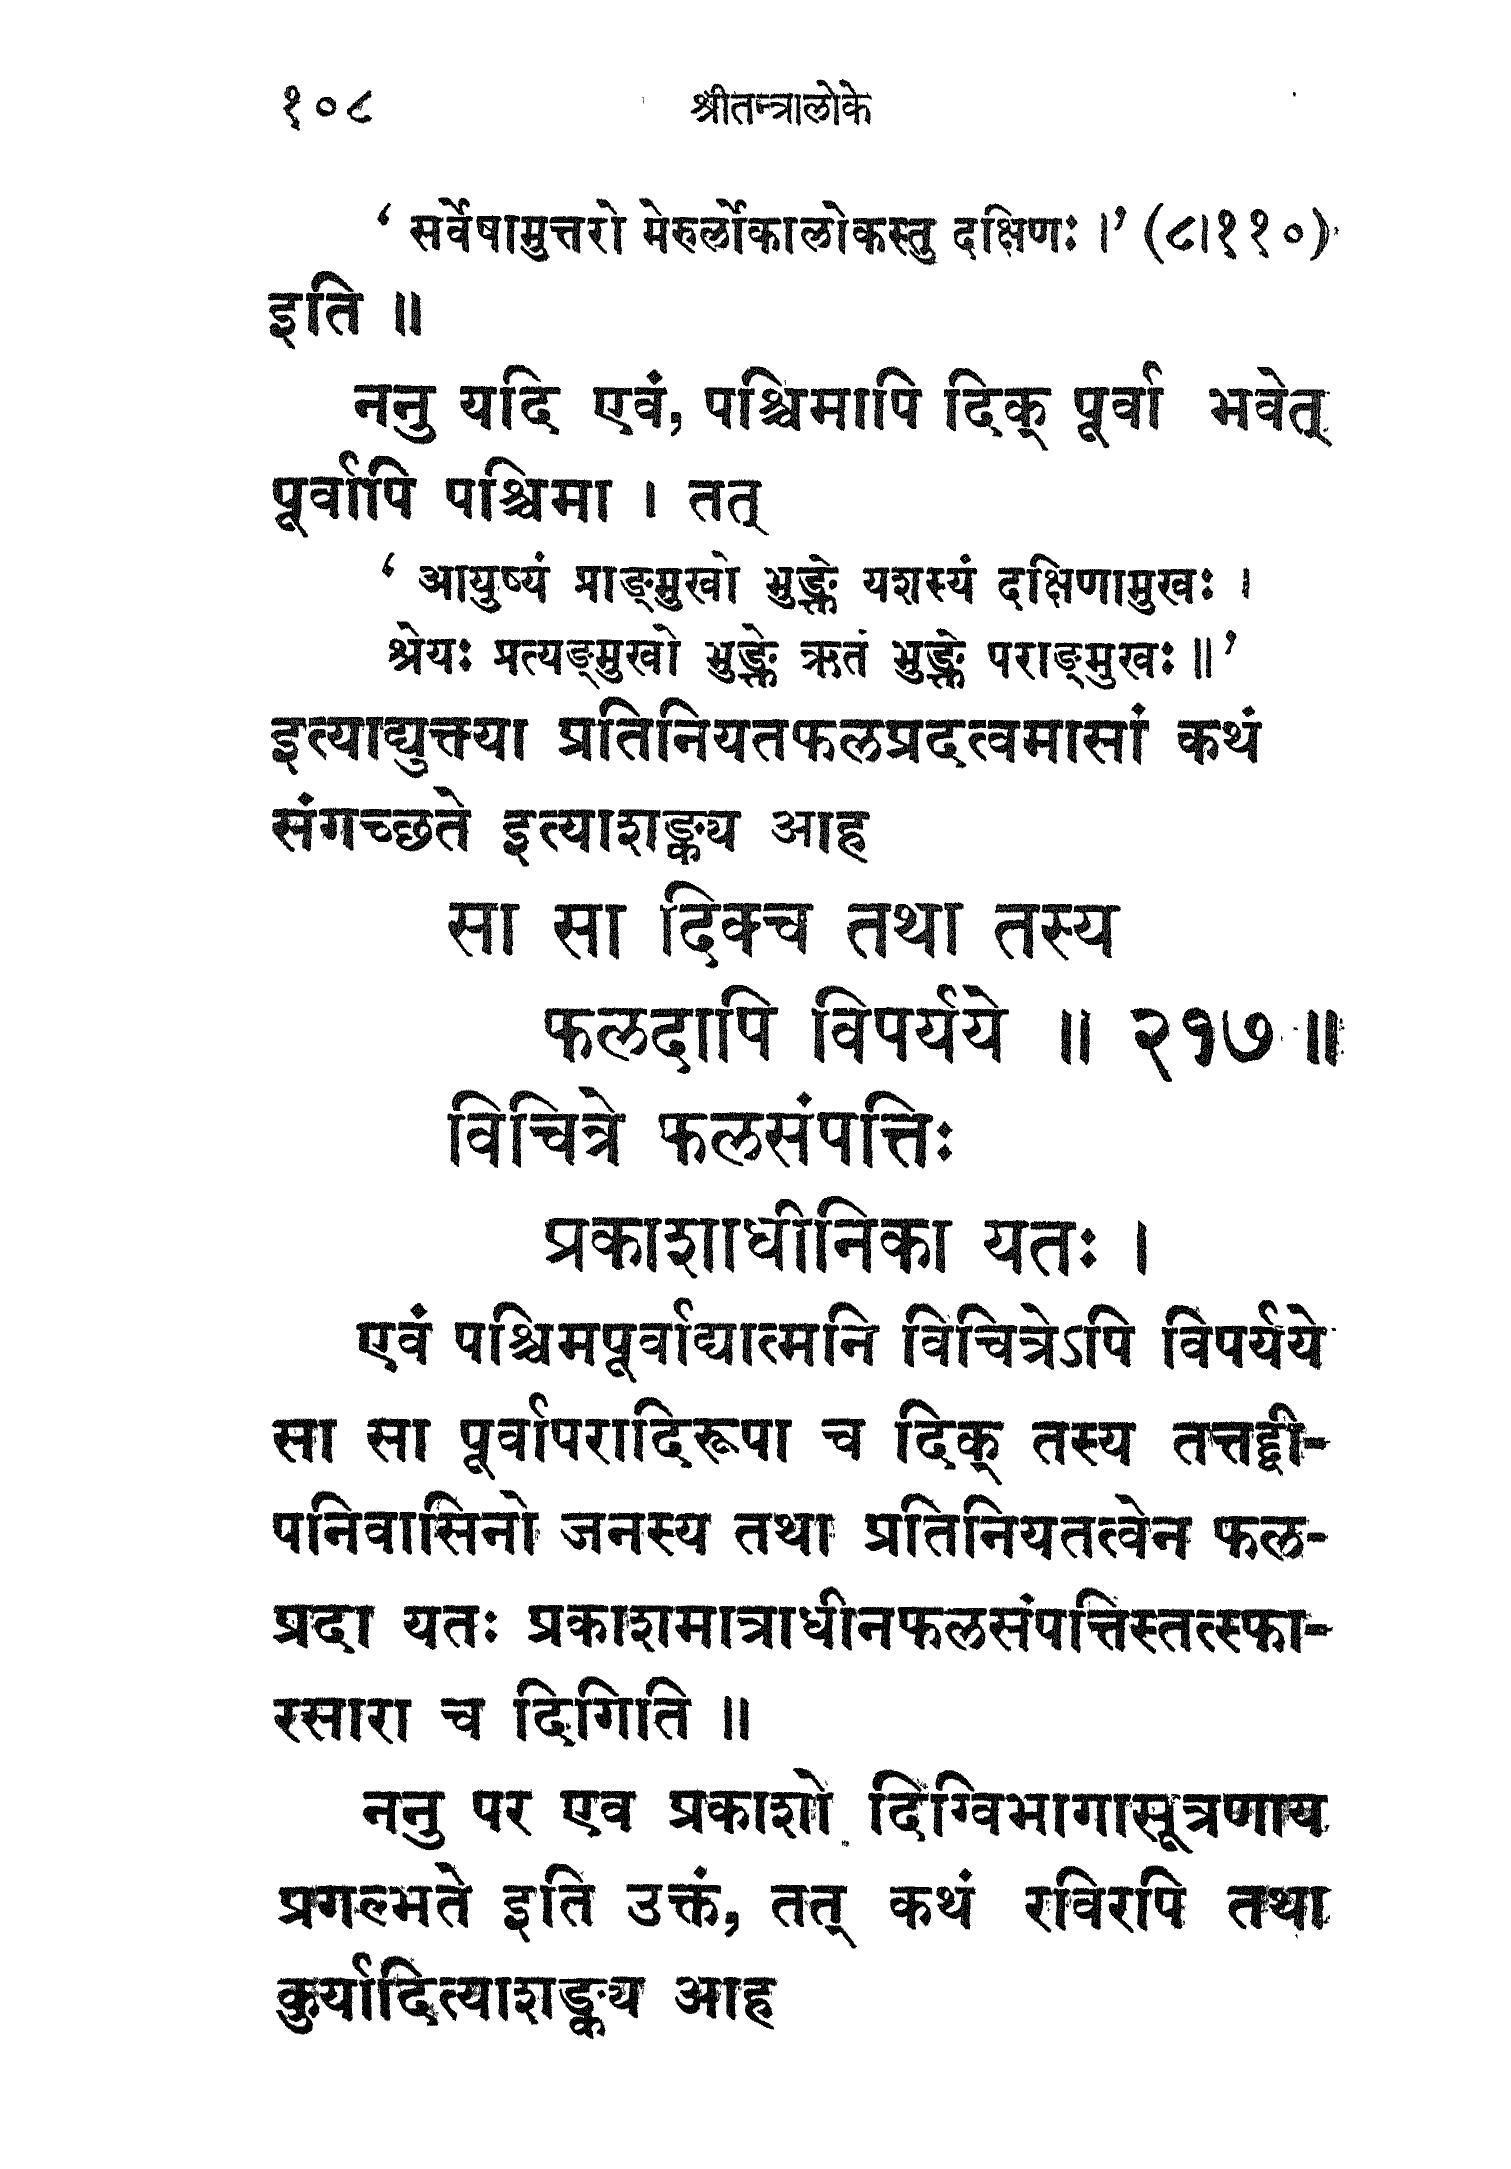 १०८ श्रीतन्त्रालोके
‘ सर्वेषामुत्तरो मेरुर्लोकालोकस्तु दक्षिणः ।’ (८।११०)
इति ॥
ननु यदि एवं, पश्चिमापि दिक् पूर्वा भवेत्
पूर्वापि पश्चिमा । तत्
‘ आयुष्यं प्राङ्मुखो भुङ्क्ते यशस्यं दक्षिणामुखः ।
श्रेयः प्रत्यङ्मुखो भुङ्क्ते ऋतं भुङ्क्ते पराङ्मुखः ॥’
इत्याद्युक्त्या प्रतिनियतफलप्रदत्वमासां कथं
संगच्छते इत्याशङ्क्य आह
सा सा दिक्च तथा तस्य
फलदापि विपर्यये ॥ २१७ ॥
विचित्रे फलसंपत्तिः
प्रकाशाधीनिका यतः ।
एवं पश्चिमपूर्वाद्यात्मनि विचित्रेऽपि विपर्यये
सा सा पूर्वापरादिरूपा च दिक् तस्य तत्तद्द्वी-
पनिवासिनो जनस्य तथा प्रतिनियतत्वेन फल-
प्रदा यतः प्रकाशमात्राधीनफलसंपत्तिस्तत्स्फा-
रसारा च दिगिति ॥
ननु पर एव प्रकाशो दिग्विभागासूत्रणाय
प्रगल्भते इति उक्तं, तत् कथं रविरपि तथा
कुर्यादित्याशङ्क्य आह